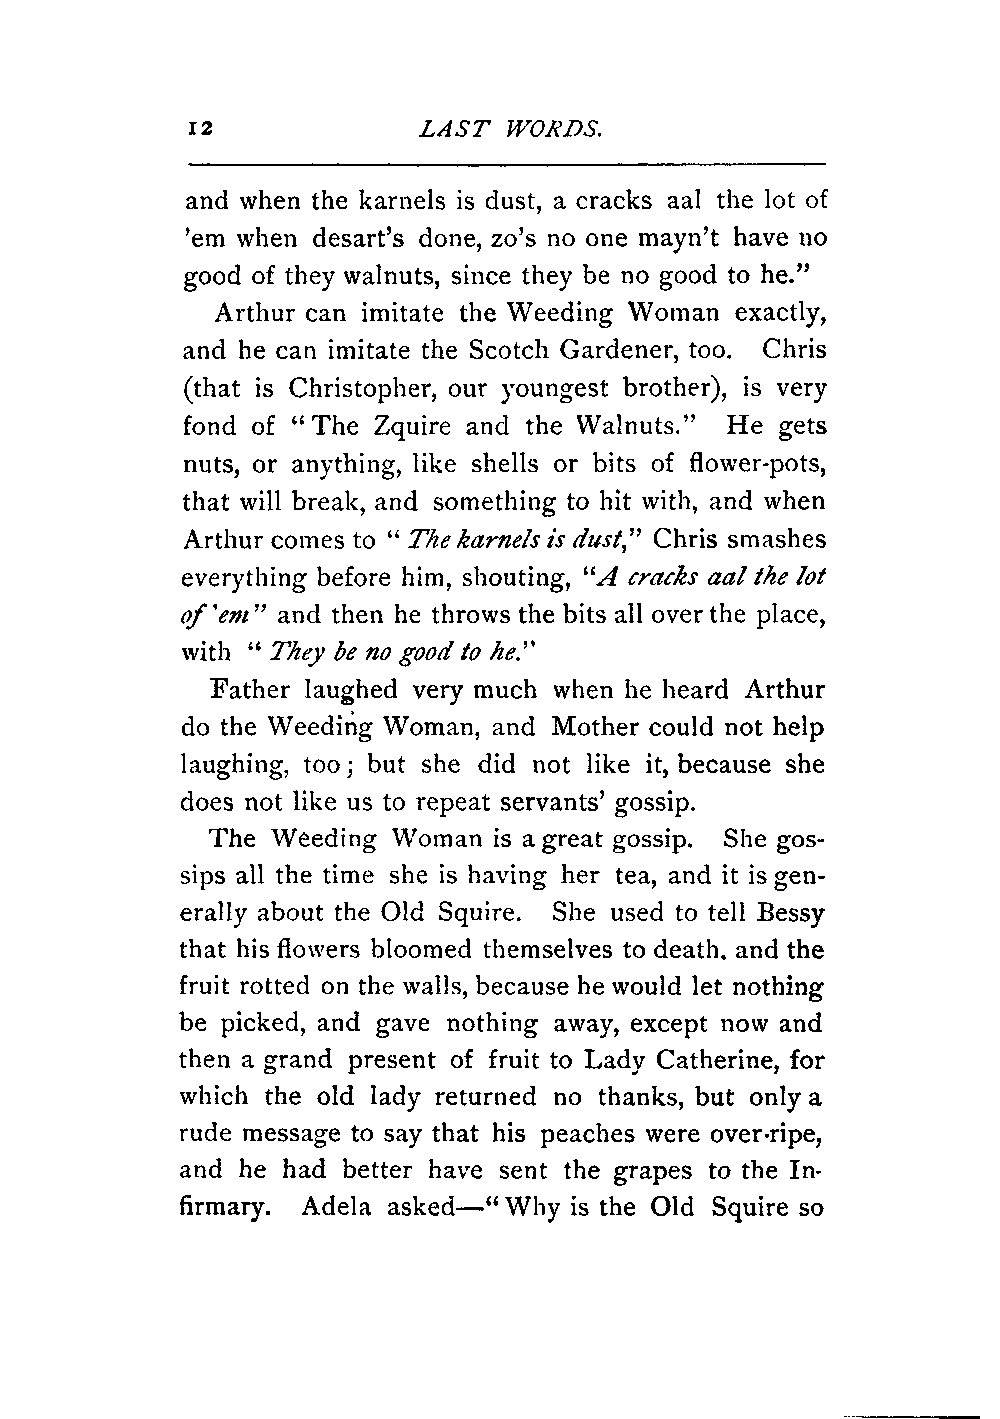 12 LAST WORDS.
and when the karnels is dust, a cracks aal the lot of
'em when desart's done, zo's no one mayn't have no
good of they walnuts, since they be no good to he."
Arthur can imitate the Weeding Woman exactly,
and he can imitate the Scotch Gardener, too. Chris
(that is Christopher, our youngest brother), is very
fond of "The Zquire and the Walnuts." He gets
nuts, or anything, like shells or bits of flower-pots,
that will break, and something to hit with, and when
Arthur comes to "The karnels is dust," Chris smashes
everything before him, shouting, "A cracks aal the lot
of 'em" and then he throws the bits all over the place,
with "They be no good to he."
Father laughed very much when he heard Arthur
do the Weeding Woman, and Mother could not help
laughing, too; but she did not like it, because she
does not like us to repeat servants' gossip.
The Weeding Woman is a great gossip. She gos-
sips all the time she is having her tea, and it is gen-
erally about the Old Squire. She used to tell Bessy
that his flowers bloomed themselves to death, and the
fruit rotted on the walls, because he would let nothing
be picked, and gave nothing away, except now and
then a grand present of fruit to Lady Catherine, for
which the old lady returned no thanks, but only a
rude message to say that his peaches were over-ripe,
and he had better have sent the grapes to the In-
firmary. Adela asked—"Why is the Old Squire so